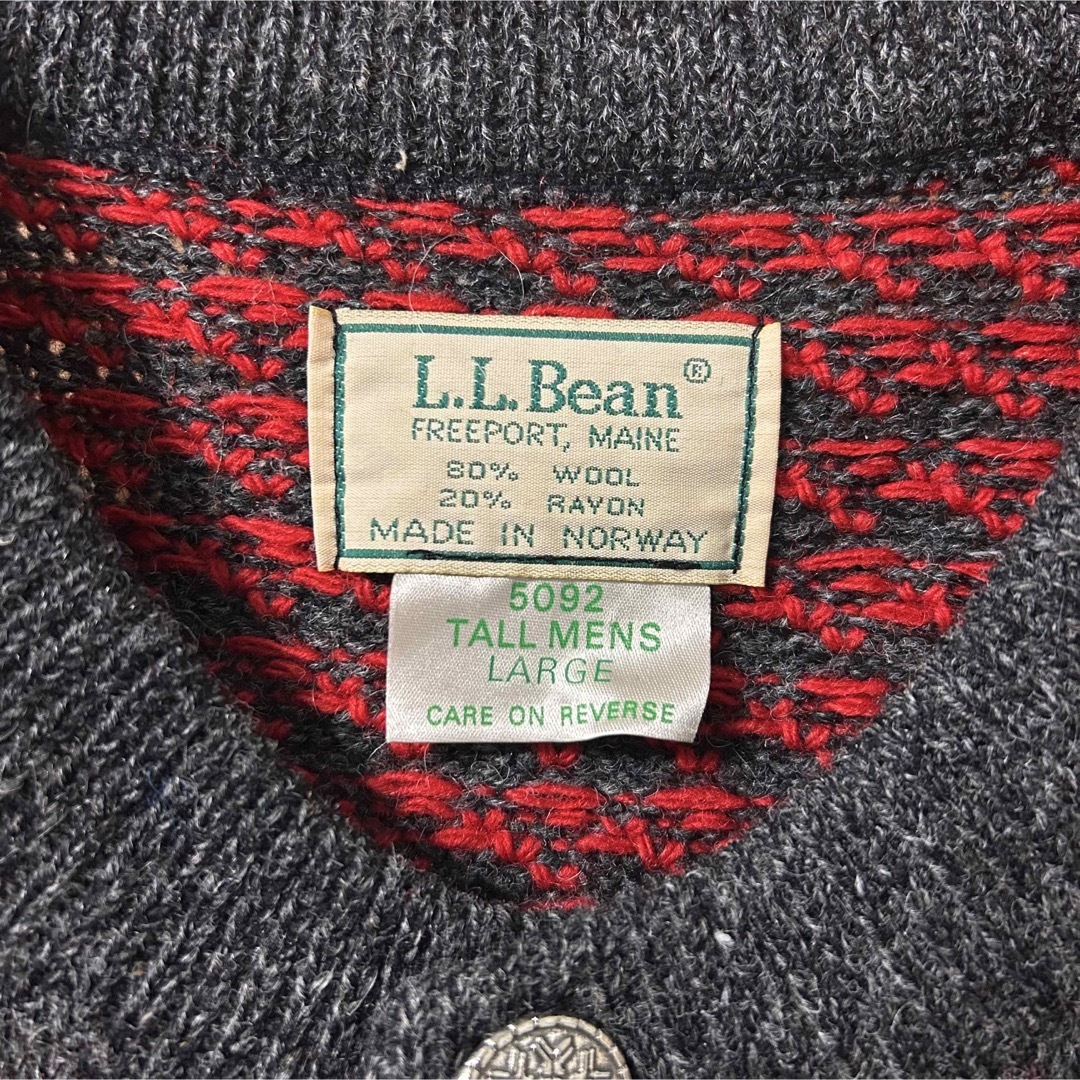 L.L.Bean®
FREEPORT, MAINE
80% WOOL
20% RAYON
MADE IN NORWAY
5092
TALL MENS
LARGE
CARE ON REVERSE